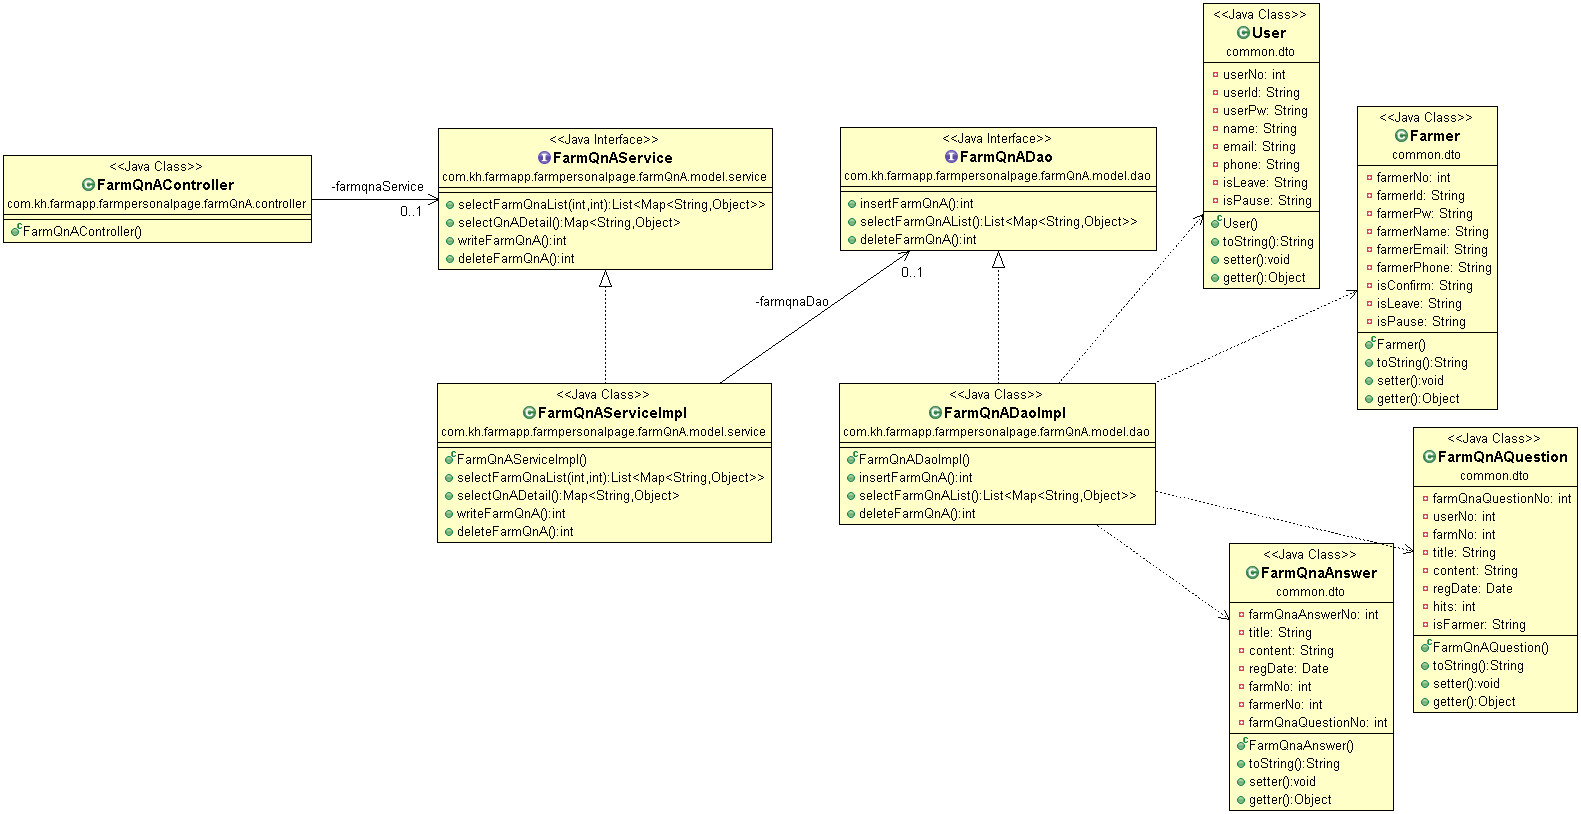 <<Java Class>>
FarmQnAController
com.kh.farmapp.farmpersonalpage.farmQnA.controller
FarmQnAController()
-farmqnaService
0..1
<<Java Interface>>
FarmQnAService
com.kh.farmapp.farmpersonalpage.farmQnA.model.service
selectFarmQnaList(int,int):List<Map<String,Object>>
selectQnADetail():Map<String,Object>
writeFarmQnA():int
deleteFarmQnA():int
<<Java Interface>>
FarmQnADao
com.kh.farmapp.farmpersonalpage.farmQnA.model.dao
insertFarmQnA():int
selectFarmQnAList():List<Map<String,Object>>
deleteFarmQnA():int
0..1
-farmqnaDao
<<Java Class>>
FarmQnAServiceImpl
com.kh.farmapp.farmpersonalpage.farmQnA.model.service
FarmQnAServiceImpl()
selectFarmQnaList(int,int):List<Map<String,Object>>
selectQnADetail():Map<String,Object>
writeFarmQnA():int
deleteFarmQnA():int
<<Java Class>>
FarmQnADaoImpl
com.kh.farmapp.farmpersonalpage.farmQnA.model.dao
FarmQnADaoImpl()
insertFarmQnA():int
selectFarmQnAList():List<Map<String,Object>>
deleteFarmQnA():int
<<Java Class>>
User
common.dto
userNo: int
userId: String
userPw: String
name: String
email: String
phone: String
isLeave: String
isPause: String
User()
toString():String
setter():void
getter():Object
<<Java Class>>
Farmer
common.dto
farmerNo: int
farmerId: String
farmerPw: String
farmerName: String
farmerEmail: String
farmerPhone: String
isConfirm: String
isLeave: String
isPause: String
Farmer()
toString():String
setter():void
getter():Object
<<Java Class>>
FarmQnAQuestion
common.dto
farmQnaQuestionNo: int
userNo: int
farmNo: int
title: String
content: String
regDate: Date
hits: int
isFarmer: String
FarmQnAQuestion()
toString():String
setter():void
getter():Object
<<Java Class>>
FarmQnaAnswer
common.dto
farmQnaAnswerNo: int
title: String
content: String
regDate: Date
farmNo: int
farmerNo: int
farmQnaQuestionNo: int
FarmQnaAnswer()
toString():String
setter():void
getter():Object